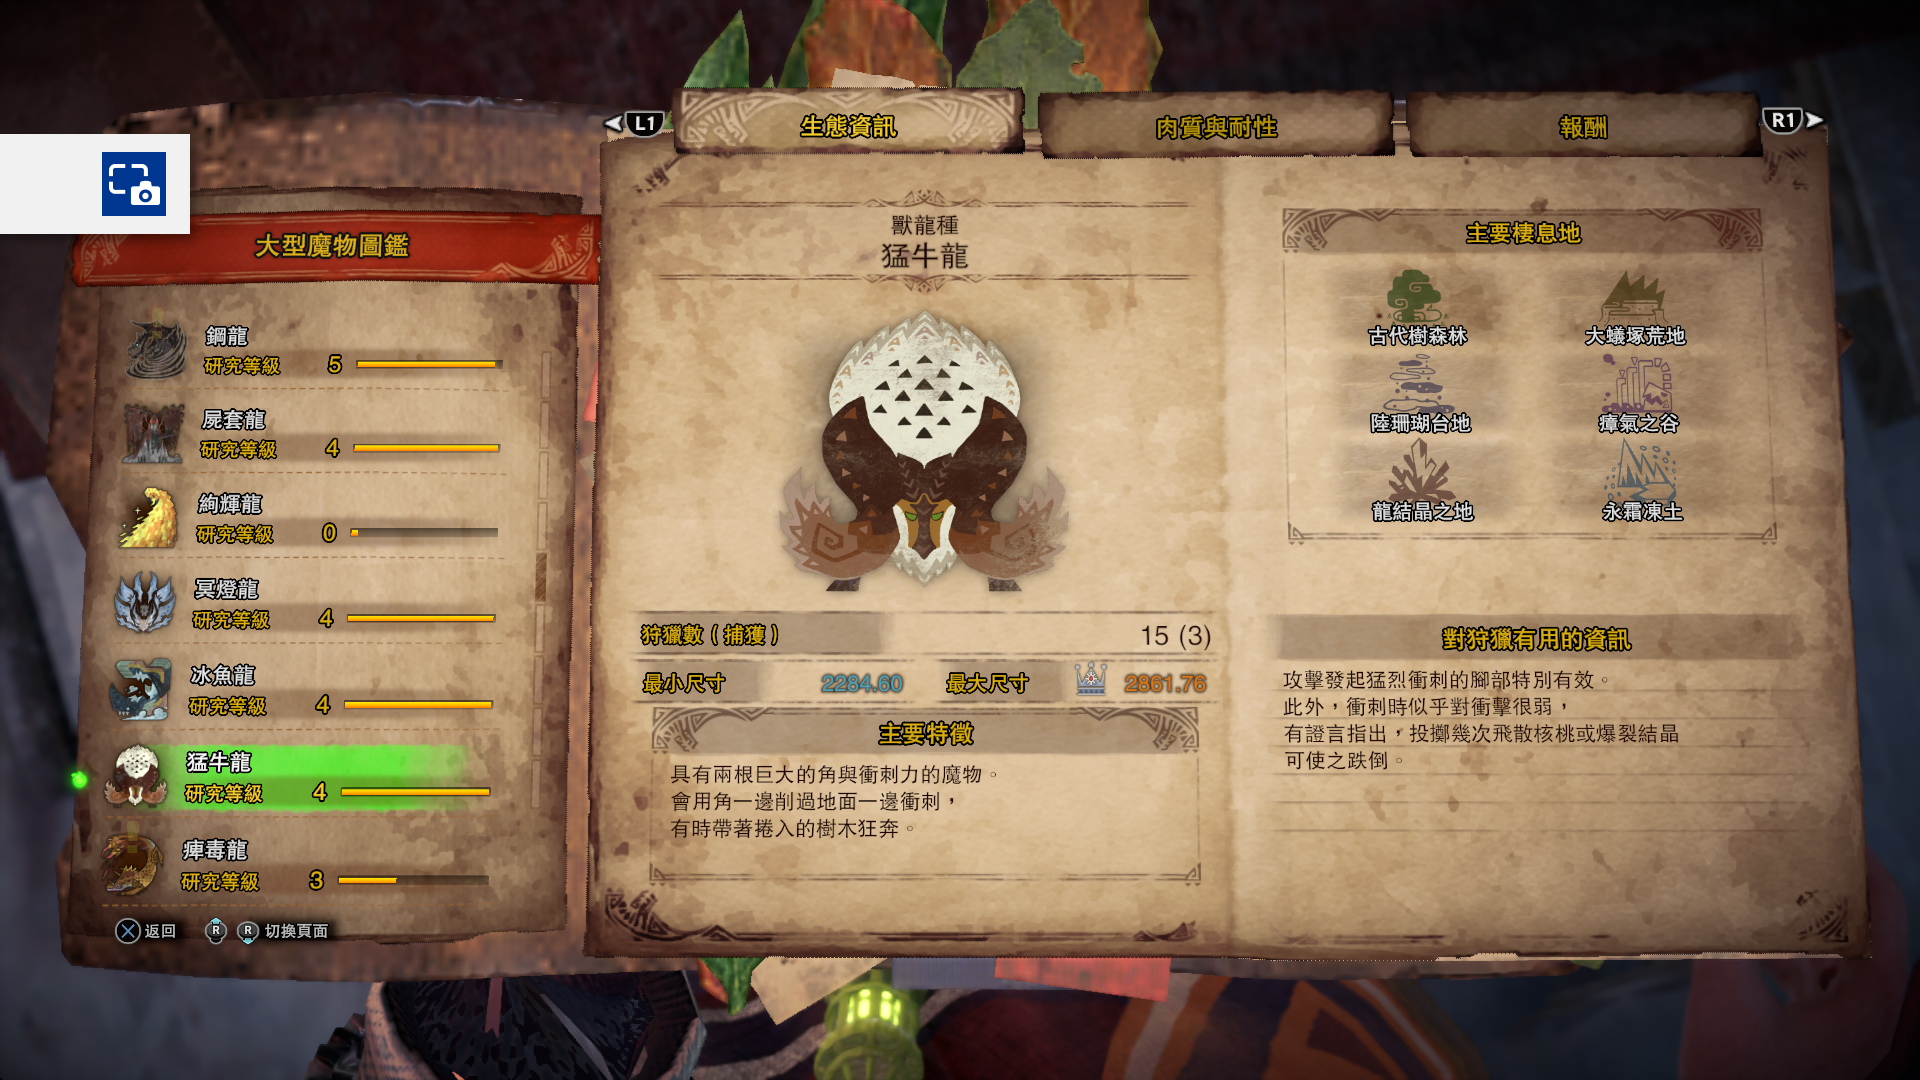 L1
生態資訊
肉質與耐性
報酬
R1
大型魔物圖鑑
鋼龍
研究等級 5
屍套龍
研究等級 4
絢輝龍
研究等級 0
冥燈龍
研究等級 4
冰魚龍
研究等級 4
猛牛龍
研究等級 4
痺毒龍
研究等級 3
返回
R R 切換頁面
獸龍種
猛牛龍
狩獵數(捕獲) 15 (3)
最小尺寸 2284.60 最大尺寸 2861.76
主要特徵
具有兩根巨大的角與衝刺力的魔物。
會用角一邊削過地面一邊衝刺,
有時帶著捲入的樹木狂奔。
主要棲息地
古代樹森林 大蟻塚荒地
陸珊瑚台地 瘴氣之谷
龍結晶之地 永霜凍土
對狩獵有用的資訊
攻擊發起猛烈衝刺的腳部特別有效。
此外,衝刺時似乎對衝擊很弱,
有證言指出,投擲幾次飛散核桃或爆裂結晶
可使之跌倒。